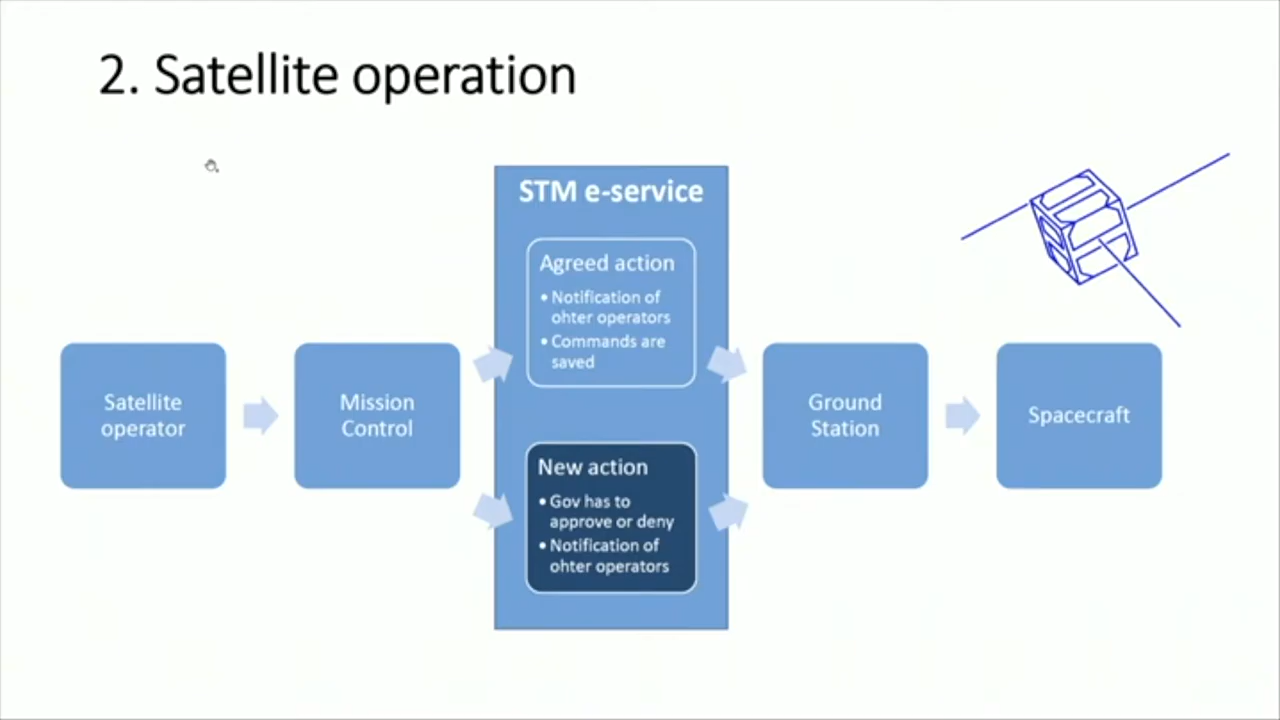 2. Satellite operation
STM e-service
Agreed action
• Notification of
ohter operators
• Commands are
saved
Satellite
operator
Mission
Control
Ground
Station
Spacecraft
New action
• Gov has to
approve or deny
• Notification of
ohter operators